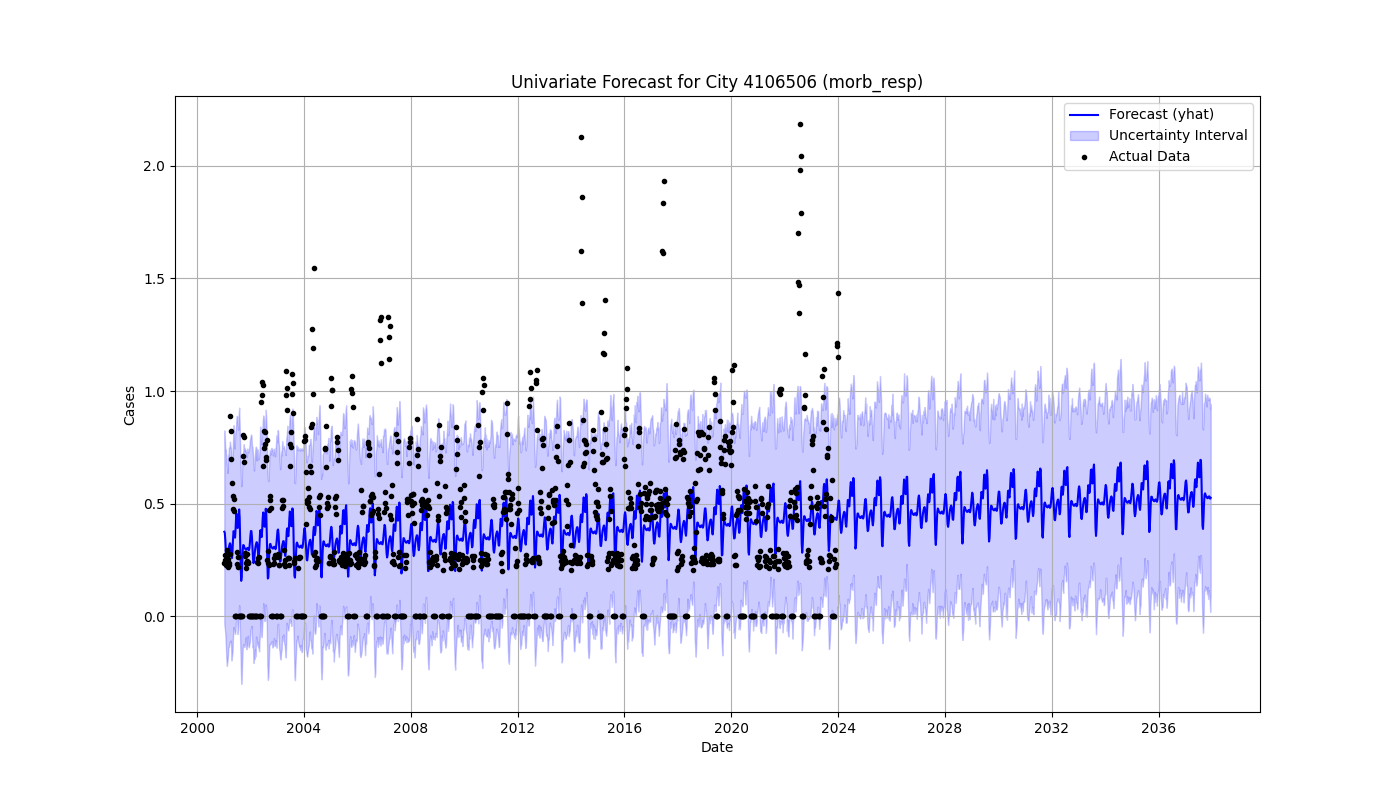 Univariate Forecast for City 4106506 (morb_resp)
Forecast (yhat)
Uncertainty Interval
Actual Data
Cases
2.0
1.5
1.0
0.5
0.0
2000 2004 2008 2012 2016 2020 2024 2028 2032 2036
Date